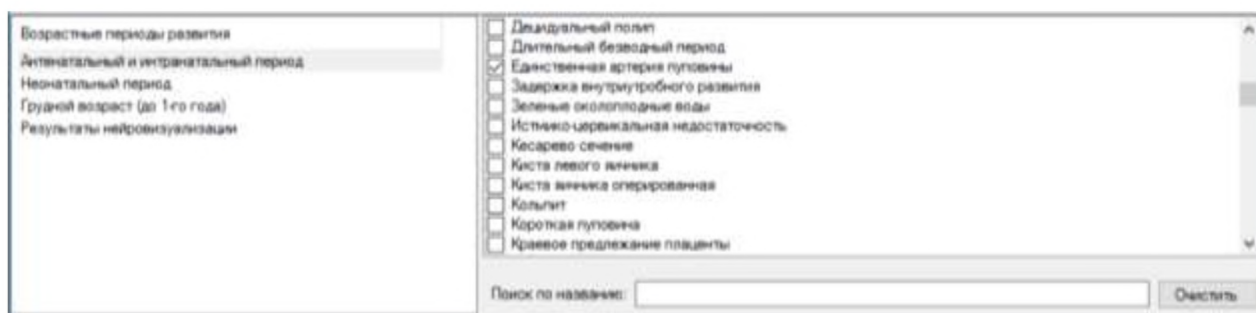 Возрастные периоды развития
Антенатальный и интранатальный период
Неонатальный период
Грудной возраст (до 1-го года)
Результаты нейровизуализации
Децидуальный полип
Длительный безводный период
Единственная артерия пуповины
Задержка внутриутробного развития
Зеленые околоплодные воды
Истмико-цервикальная недостаточность
Кесарево сечение
Киста левого яичника
Киста яичника оперированная
Кольпит
Короткая пуповина
Краевое предлежание плаценты
Поиск по названию:
Очистить